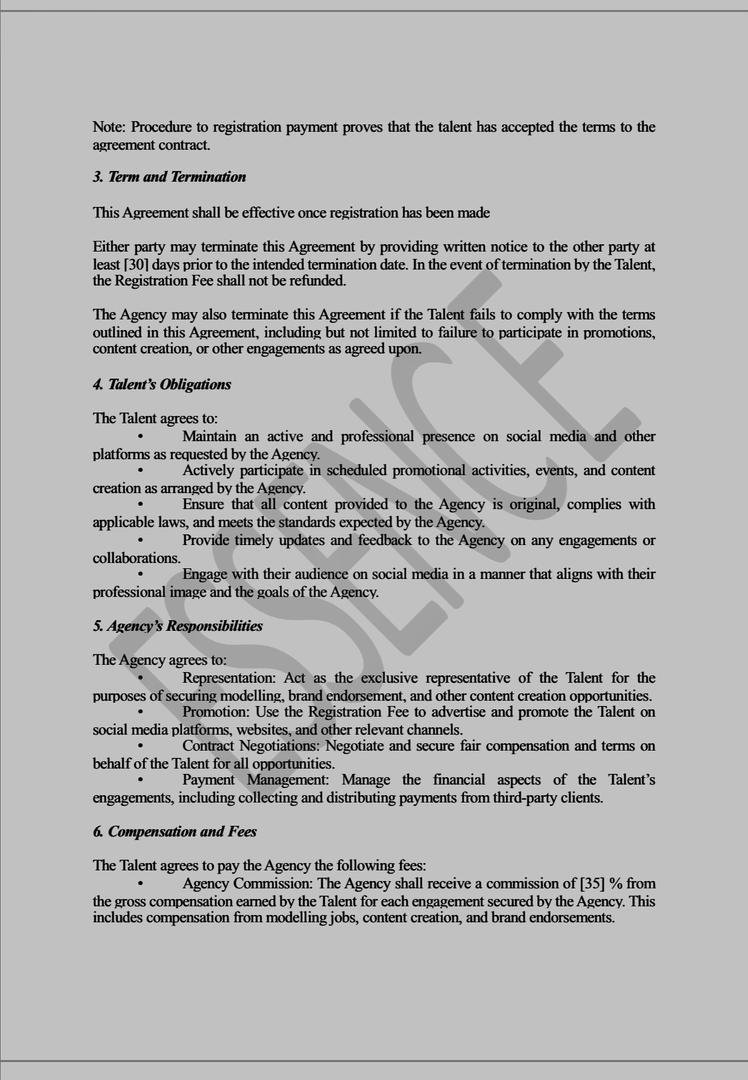 Note: Procedure to registration payment proves that the talent has accepted the terms to the
agreement contract.
3. Term and Termination
This Agreement shall be effective once registration has been made
Either party may terminate this Agreement by providing written notice to the other party at
least [30] days prior to the intended termination date. In the event of termination by the Talent,
the Registration Fee shall not be refunded.
The Agency may also terminate this Agreement if the Talent fails to comply with the terms
outlined in this Agreement, including but not limited to failure to participate in promotions,
content creation, or other engagements as agreed upon.
4. Talent's Obligations
The Talent agrees to:
• Maintain an active and professional presence on social media and other
platforms as requested by the Agency.
• Actively participate in scheduled promotional activities, events, and content
creation as arranged by the Agency.
• Ensure that all content provided to the Agency is original, complies with
applicable laws, and meets the standards expected by the Agency.
• Provide timely updates and feedback to the Agency on any engagements or
collaborations.
• Engage with their audience on social media in a manner that aligns with their
professional image and the goals of the Agency.
5. Agency's Responsibilities
The Agency agrees to:
• Representation: Act as the exclusive representative of the Talent for the
purposes of securing modelling, brand endorsement, and other content creation opportunities.
• Promotion: Use the Registration Fee to advertise and promote the Talent on
social media platforms, websites, and other relevant channels.
• Contract Negotiations: Negotiate and secure fair compensation and terms on
behalf of the Talent for all opportunities.
• Payment Management: Manage the financial aspects of the Talent's
engagements, including collecting and distributing payments from third-party clients.
6. Compensation and Fees
The Talent agrees to pay the Agency the following fees:
• Agency Commission: The Agency shall receive a commission of [35] % from
the gross compensation earned by the Talent for each engagement secured by the Agency. This
includes compensation from modelling jobs, content creation, and brand endorsements.
ESSENCE